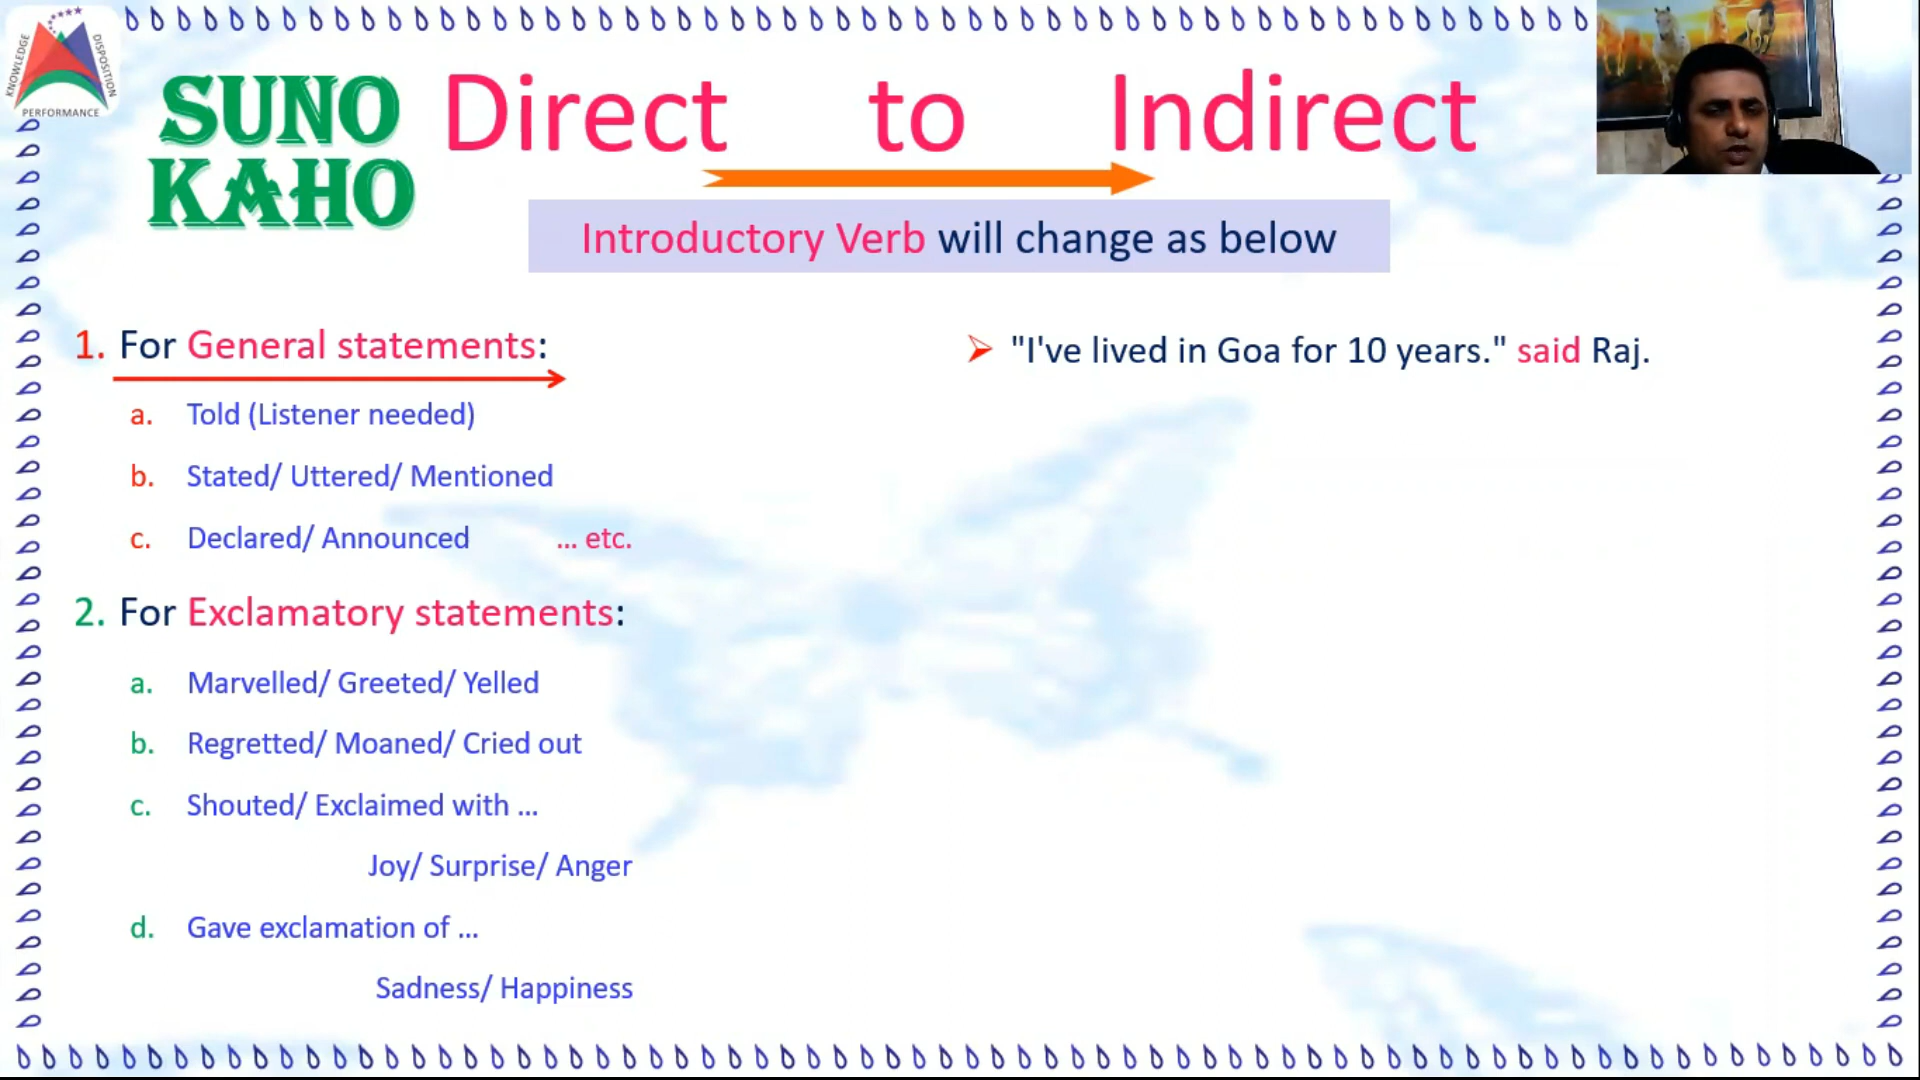 KNOWLEDGE
DISPOSITION
PERFORMANCE
SUNO
KAHO
Direct to Indirect
Introductory Verb will change as below
1. For General statements:
a. Told (Listener needed)
b. Stated/ Uttered/ Mentioned
c. Declared/ Announced ... etc.
2. For Exclamatory statements:
a. Marvelled/ Greeted/ Yelled
b. Regretted/ Moaned/ Cried out
c. Shouted/ Exclaimed with ...
Joy/ Surprise/ Anger
d. Gave exclamation of ...
Sadness/ Happiness
➢ "I've lived in Goa for 10 years." said Raj.